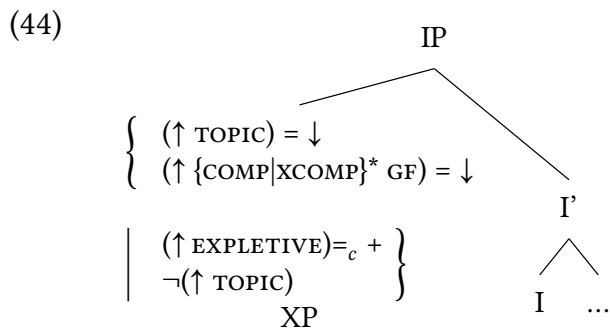 (44)
IP
{ (↑ TOPIC) = ↓
(↑ {COMP|XCOMP}* GF) = ↓
I'
| (↑ EXPLETIVE)=c + }
¬(↑ TOPIC)
XP
I ...